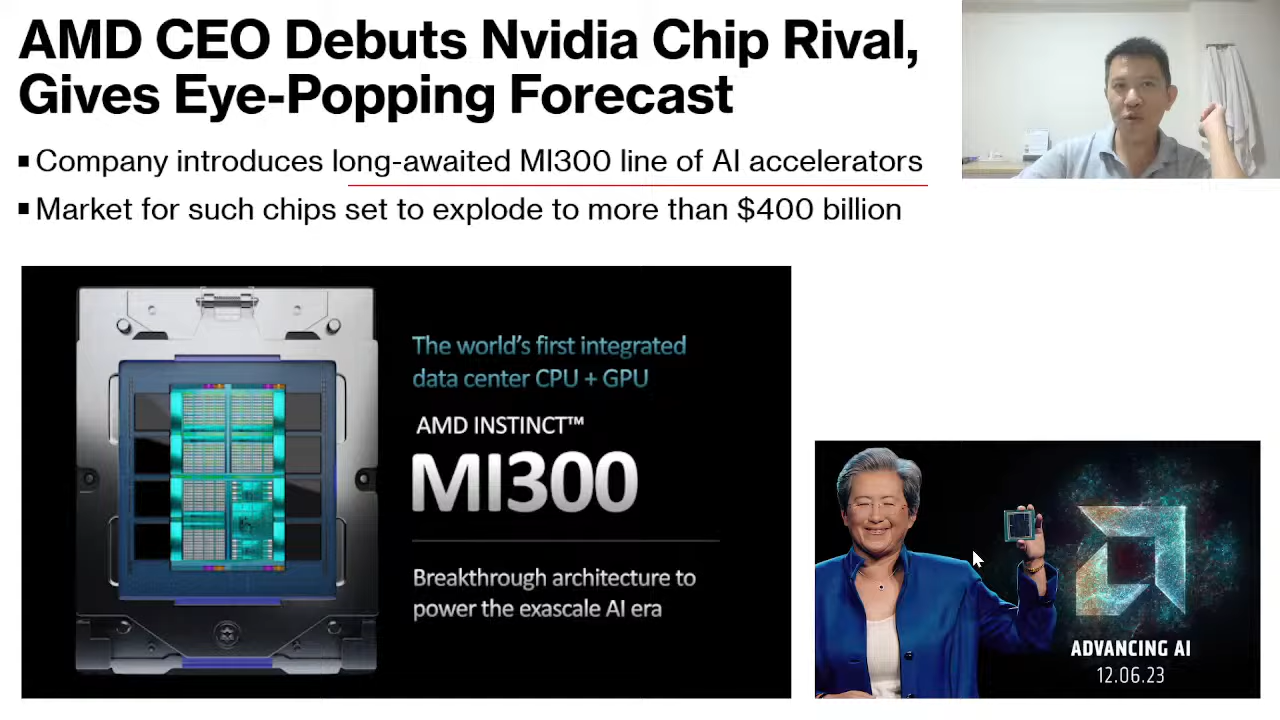 AMD CEO Debuts Nvidia Chip Rival,
Gives Eye-Popping Forecast
▪ Company introduces long-awaited MI300 line of AI accelerators
▪ Market for such chips set to explode to more than $400 billion
The world's first integrated
data center CPU + GPU
AMD INSTINCT™
MI300
Breakthrough architecture to
power the exascale AI era
ADVANCING AI
12.06.23